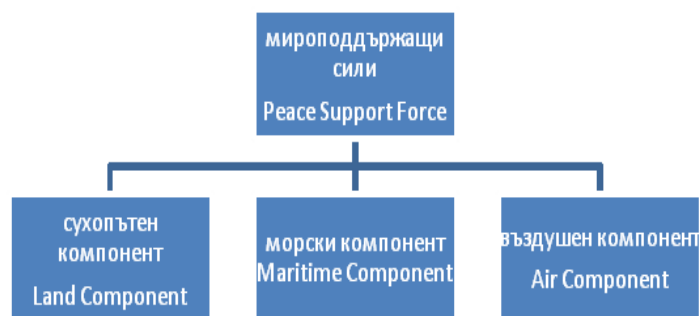 мироподдържащи
сили
Peace Support Force
сухопътен
компонент
Land Component
морски компонент
Maritime Component
въздушен компонент
Air Component